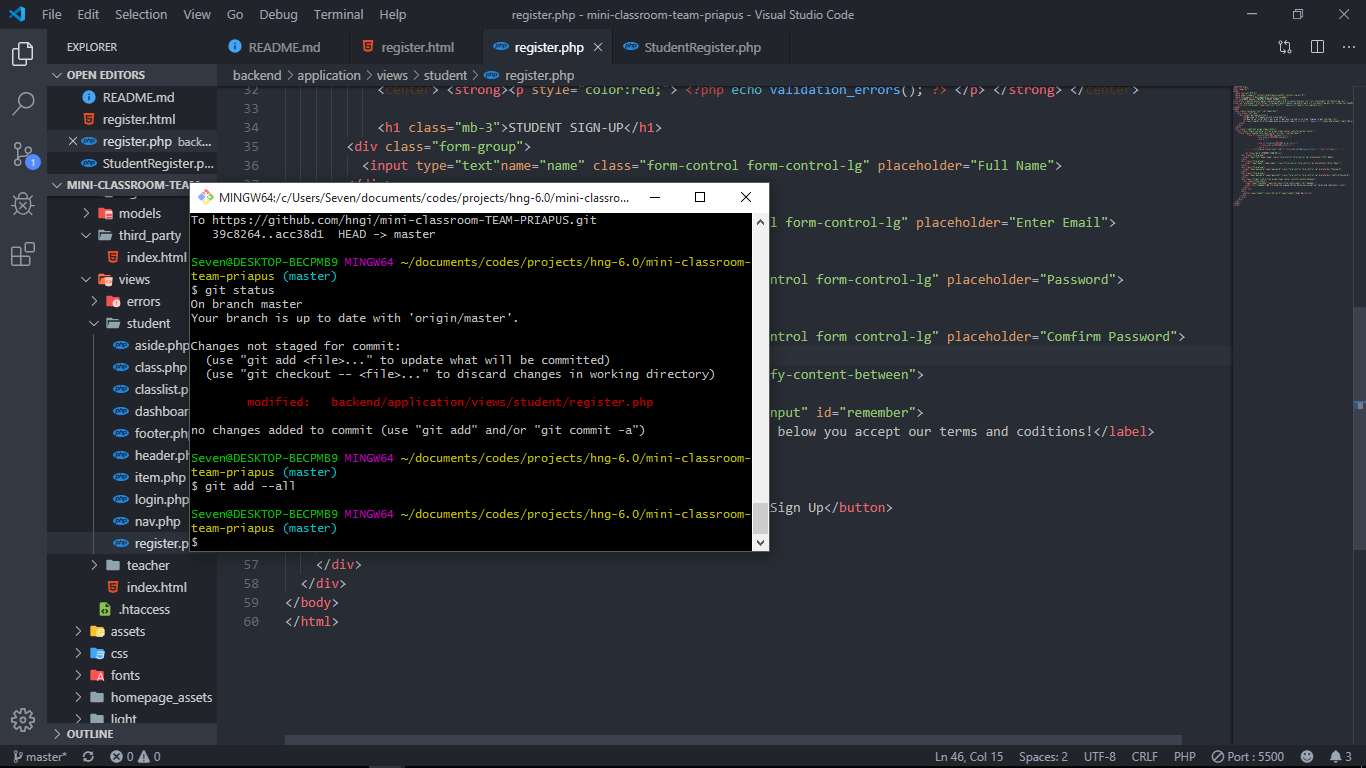 File Edit Selection View Go Debug Terminal Help register.php - mini-classroom-team-priapus - Visual Studio Code
EXPLORER
README.md register.html register.php StudentRegister.php
OPEN EDITORS
README.md
register.html
register.php back...
StudentRegister.p...
MINI-CLASSROOM-TEAM
models
third_party
index.html
views
errors
student
aside.php
class.php
classlist.p
dashboar
footer.ph
header.ph
item.php
login.php
nav.php
register.p
teacher
index.html
.htaccess
assets
css
fonts
homepage_assets
light
OUTLINE
backend > application > views > student > register.php
32 <center> <strong><p style="color:red;"> <?php echo validation_errors(); ?> </p> </strong> </center>
33
34 <h1 class="mb-3">STUDENT SIGN-UP</h1>
35 <div class="form-group">
36 <input type="text"name="name" class="form-control form-control-lg" placeholder="Full Name">
37
l form-control-lg" placeholder="Enter Email">
ntrol form-control-lg" placeholder="Password">
ntrol form control-lg" placeholder="Comfirm Password">
fy-content-between">
nput" id="remember">
below you accept our terms and coditions!</label>
Sign Up</button>
57 </div>
58 </div>
59 </body>
60 </html>
MINGW64:/c/Users/Seven/documents/codes/projects/hng-6.0/mini-classro...
To https://github.com/hngi/mini-classroom-TEAM-PRIAPUS.git
39c8264..acc38d1 HEAD -> master
Seven@DESKTOP-BECPMB9 MINGW64 ~/documents/codes/projects/hng-6.0/mini-classroom-
team-priapus (master)
$ git status
On branch master
Your branch is up to date with 'origin/master'.
Changes not staged for commit:
(use "git add <file>..." to update what will be committed)
(use "git checkout -- <file>..." to discard changes in working directory)
modified: backend/application/views/student/register.php
no changes added to commit (use "git add" and/or "git commit -a")
Seven@DESKTOP-BECPMB9 MINGW64 ~/documents/codes/projects/hng-6.0/mini-classroom-
team-priapus (master)
$ git add --all
Seven@DESKTOP-BECPMB9 MINGW64 ~/documents/codes/projects/hng-6.0/mini-classroom-
team-priapus (master)
$
1
master* 0 0 Ln 46, Col 15 Spaces: 2 UTF-8 CRLF PHP Port : 5500 3